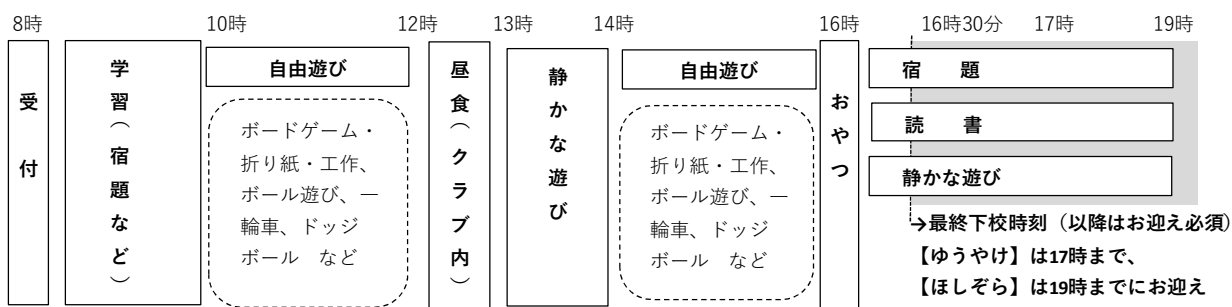 8時
10時
12時
13時
14時
16時
16時30分
17時
19時
受付
学習（宿題など）
自由遊び
ボードゲーム・
折り紙・工作、
ボール遊び、一
輪車、ドッジ
ボール　など
昼食（クラブ内）
静かな遊び
自由遊び
ボードゲーム・
折り紙・工作、
ボール遊び、一
輪車、ドッジ
ボール　など
おやつ
宿　題
読　書
静かな遊び
→最終下校時刻（以降はお迎え必須）
【ゆうやけ】は17時まで、
【ほしぞら】は19時までにお迎え